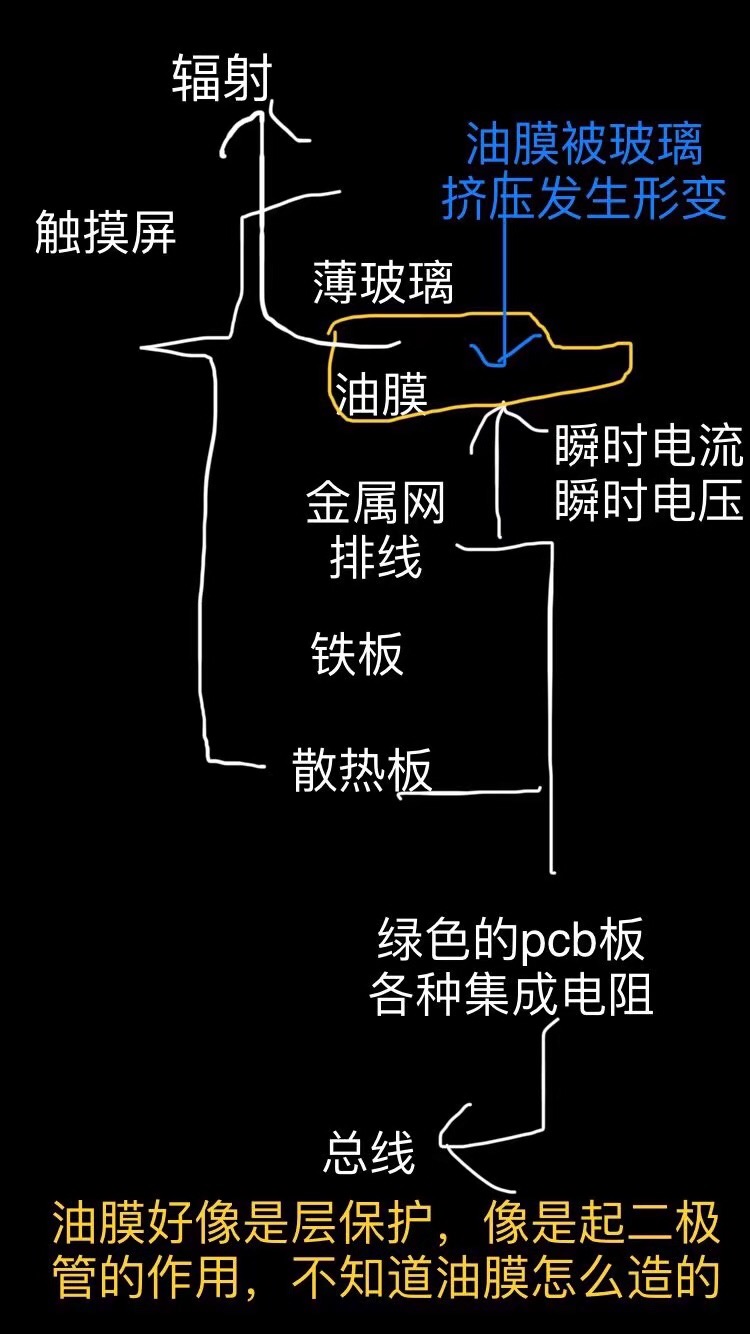 辐射
油膜被玻璃
挤压发生形变
触摸屏
薄玻璃
油膜
瞬时电流
瞬时电压
金属网
排线
铁板
散热板
绿色的pcb板
各种集成电阻
总线
油膜好像是层保护，像是起二极
管的作用，不知道油膜怎么造的